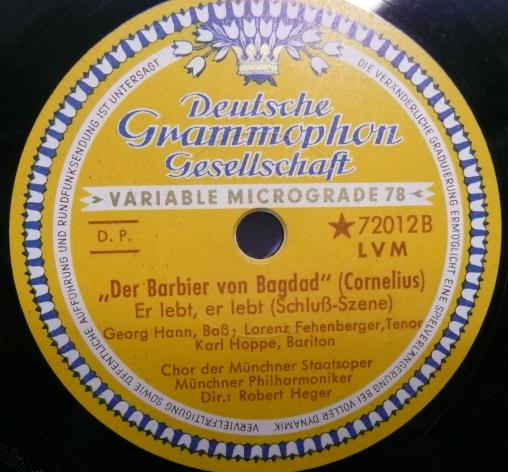 Deutsche
Grammophon
Gesellschaft
VARIABLE MICROGRADE 78
D. P.
★72012B
LVM
„Der Barbier von Bagdad" (Cornelius)
Er lebt, er lebt (Schluß-Szene)
Georg Hann, Baß; Lorenz Fehenberger, Tenor
Karl Hoppe, Bariton
Chor der Münchner Staatsoper
Münchner Philharmoniker
Dir.: Robert Heger
DIE VERÄNDERLICHE GRADUIERUNG ERMÖGLICHT EINE SPIELVERLÄNGERUNG BEI VOLLER DYNAMIK
VERVIELFÄLTIGUNG SOWIE ÖFFENTLICHE AUFFÜHRUNG UND RUNDFUNKSENDUNG IST UNTERSAGT